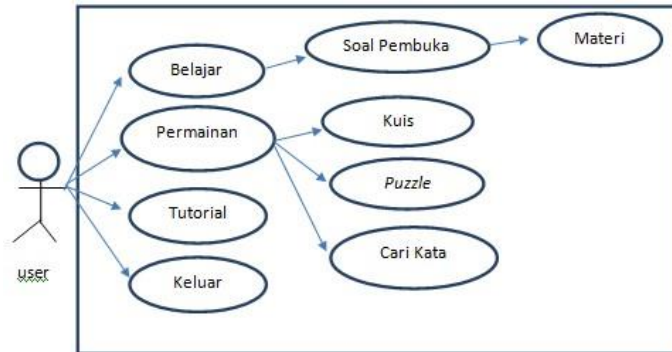 Soal Pembuka
Materi
Belajar
Permainan
Kuis
Puzzle
Tutorial
Cari Kata
Keluar
user